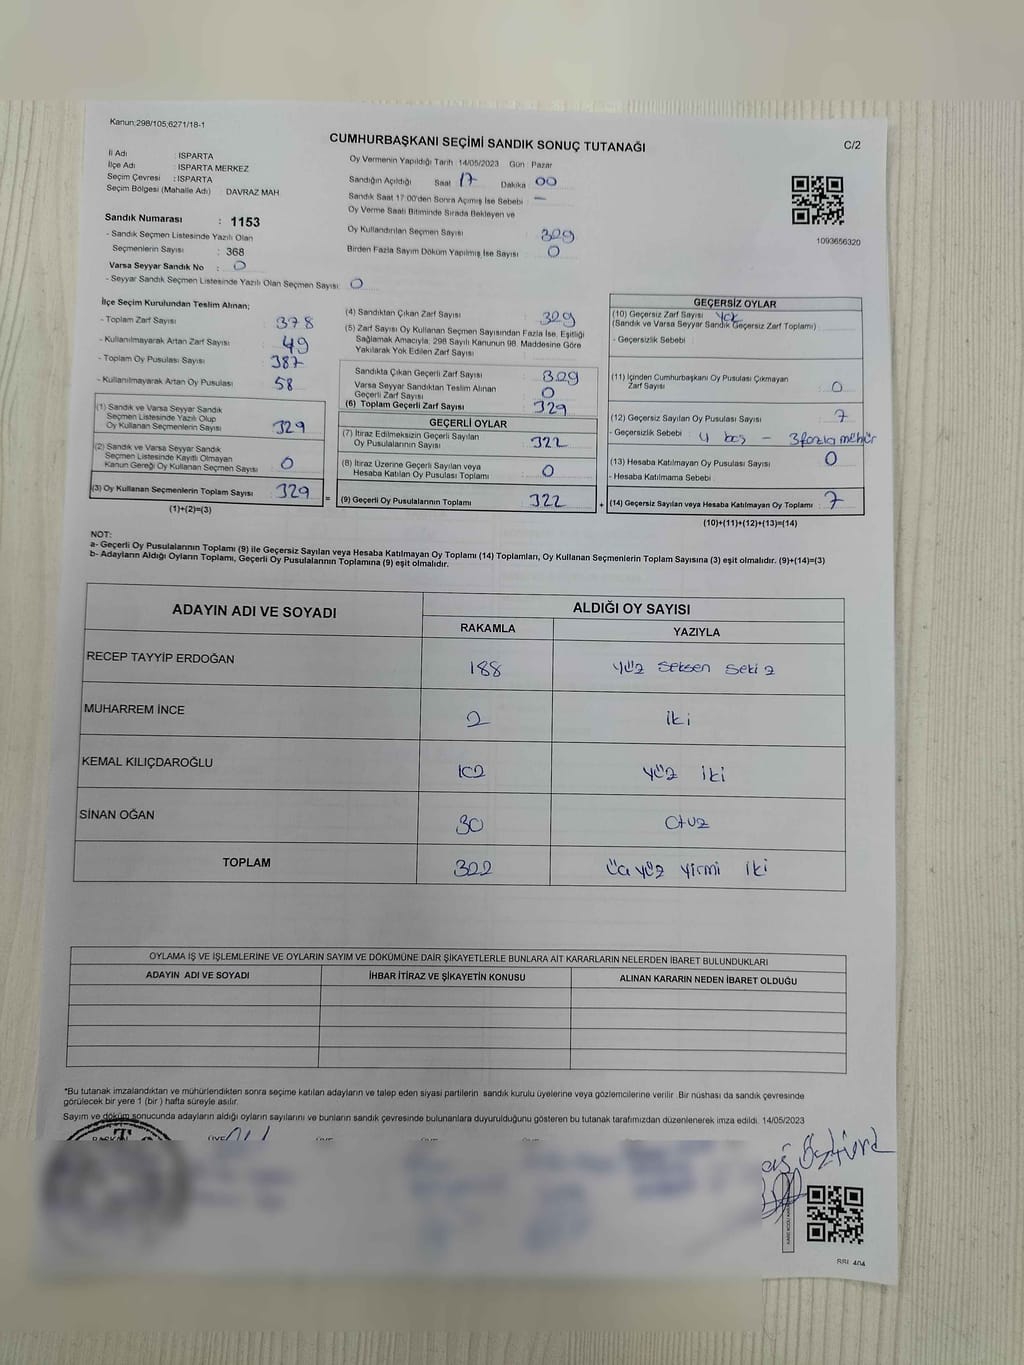 Kanun;298/105;6271/18-1
CUMHURBAŞKANI SEÇİMİ SANDIK SONUÇ TUTANAĞI
C/2
İl Adı : ISPARTA
İlçe Adı : ISPARTA MERKEZ
Seçim Çevresi : ISPARTA
Seçim Bölgesi (Mahalle Adı) : DAVRAZ MAH.
Sandık Numarası : 1153
- Sandık Seçmen Listesinde Yazılı Olan
Seçmenlerin Sayısı : 368
Varsa Seyyar Sandık No : 0
- Seyyar Sandık Seçmen Listesinde Yazılı Olan Seçmen Sayısı : 0
Oy Vermenin Yapıldığı Tarih : 14/05/2023 Gün : Pazar
Sandığın Açıldığı Saat 17 Dakika : 00
Sandık Saat 17:00'den Sonra Açımış İse Sebebi : -
Oy Verme Saati Bitiminde Sırada Bekleyen ve
Oy Kullandırılan Seçmen Sayısı : 329
Birden Fazla Sayım Döküm Yapılmış İse Sayısı : 0
1093656320
İlçe Seçim Kurulundan Teslim Alınan;
- Toplam Zarf Sayısı : 378
- Kullanılmayarak Artan Zarf Sayısı : 49
- Toplam Oy Pusulası Sayısı : 387
- Kullanılmayarak Artan Oy Pusulası : 58
(1) Sandık ve Varsa Seyyar Sandık
Seçmen Listesinde Yazılı Olup
Oy Kullanan Seçmenlerin Sayısı : 329
(2) Sandık ve Varsa Seyyar Sandık
Seçmen Listesinde Kayıtlı Olmayan
Kanun Gereği Oy Kullanan Seçmen Sayısı : 0
(3) Oy Kullanan Seçmenlerin Toplam Sayısı : 329
(1)+(2)=(3)
(4) Sandıktan Çıkan Zarf Sayısı : 329
(5) Zarf Sayısı Oy Kullanan Seçmen Sayısından Fazla İse, Eşitliği
Sağlamak Amacıyla; 298 Sayılı Kanunun 98. Maddesine Göre
Yakılarak Yok Edilen Zarf Sayısı :
Sandıkta Çıkan Geçerli Zarf Sayısı : 329
Varsa Seyyar Sandıktan Teslim Alınan
Geçerli Zarf Sayısı : 0
(6) Toplam Geçerli Zarf Sayısı : 329
GEÇERLİ OYLAR
(7) İtiraz Edilmeksizin Geçerli Sayılan
Oy Pusulalarının Sayısı : 322
(8) İtiraz Üzerine Geçerli Sayılan veya
Hesaba Katılan Oy Pusulası Toplamı : 0
= (9) Geçerli Oy Pusulalarının Toplamı : 322
GEÇERSİZ OYLAR
(10) Geçersiz Zarf Sayısı : Yok
(Sandık ve Varsa Seyyar Sandık Geçersiz Zarf Toplamı)
- Geçersizlik Sebebi :
(11) İçinden Cumhurbaşkanı Oy Pusulası Çıkmayan
Zarf Sayısı : 0
(12) Geçersiz Sayılan Oy Pusulası Sayısı : 7
- Geçersizlik Sebebi : 4 boş - 3 fazla mühür
(13) Hesaba Katılmayan Oy Pusulası Sayısı : 0
- Hesaba Katılmama Sebebi :
+ (14) Geçersiz Sayılan veya Hesaba Katılmayan Oy Toplamı : 7
(10)+(11)+(12)+(13)=(14)
NOT:
a- Geçerli Oy Pusulalarının Toplamı (9) ile Geçersiz Sayılan veya Hesaba Katılmayan Oy Toplamı (14) Toplamları, Oy Kullanan Seçmenlerin Toplam Sayısına (3) eşit olmalıdır. (9)+(14)=(3)
b- Adayların Aldığı Oyların Toplamı, Geçerli Oy Pusulalarının Toplamına (9) eşit olmalıdır.
ADAYIN ADI VE SOYADI ALDIĞI OY SAYISI
RAKAMLA YAZIYLA
RECEP TAYYİP ERDOĞAN 188 Yüz Seksen Sekiz
MUHARREM İNCE 2 iki
KEMAL KILIÇDAROĞLU 102 Yüz iki
SİNAN OĞAN 30 Otuz
TOPLAM 322 Üç Yüz Yirmi İki
OYLAMA İŞ VE İŞLEMLERİNE VE OYLARIN SAYIM VE DÖKÜMÜNE DAİR ŞİKAYETLERLE BUNLARA AİT KARARLARIN NELERDEN İBARET BULUNDUKLARI
ADAYIN ADI VE SOYADI İHBAR İTİRAZ VE ŞİKAYETİN KONUSU ALINAN KARARIN NEDEN İBARET OLDUĞU
*Bu tutanak imzalandıktan ve mühürlendikten sonra seçime katılan adayların ve talep eden siyasi partilerin sandık kurulu üyelerine veya gözlemcilerine verilir. Bir nüshası da sandık çevresinde
görülecek bir yere 1 (bir ) hafta süreyle asılır.
Sayım ve döküm sonucunda adayların aldığı oyların sayılarını ve bunların sandık çevresinde bulunanlara duyurulduğunu gösteren bu tutanak tarafımızdan düzenlenerek imza edildi. 14/05/2023
BAŞKAN
Öztürk